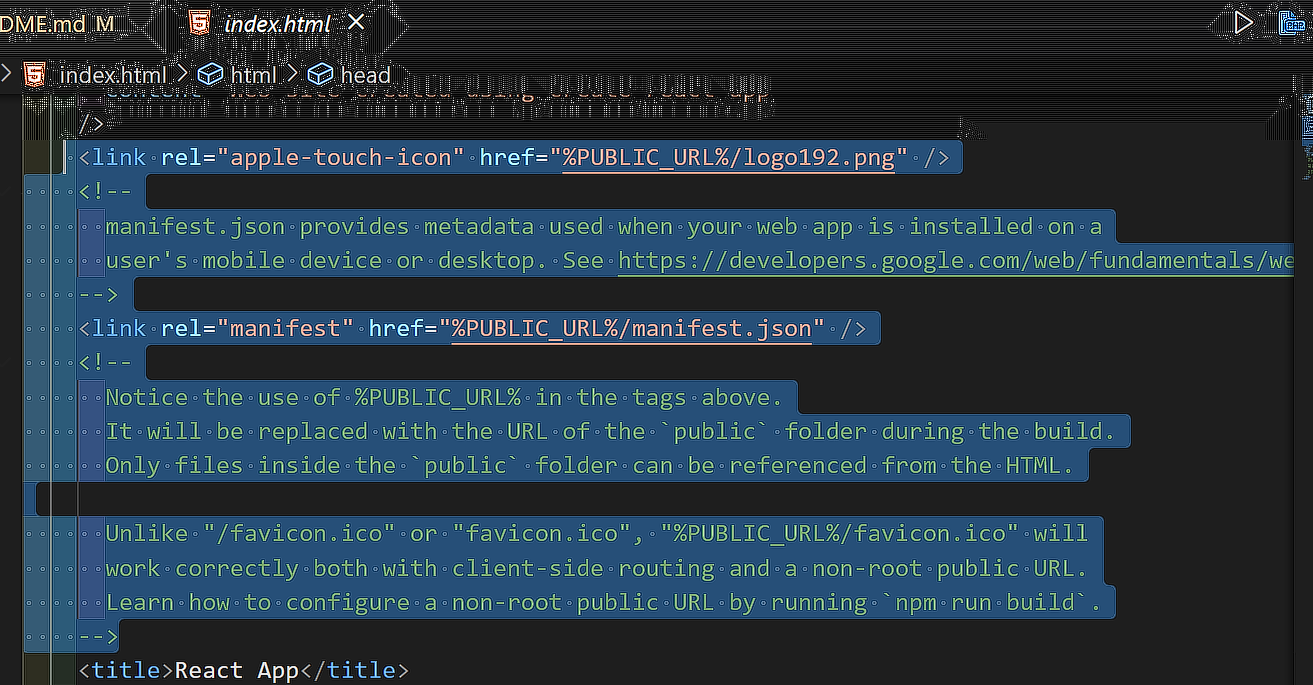 DME.md M index.html
index.html html head
content="Web site created using create-react-app"
/>
<link rel="apple-touch-icon" href="%PUBLIC_URL%/logo192.png" />
<!--
manifest.json provides metadata used when your web app is installed on a
user's mobile device or desktop. See https://developers.google.com/web/fundamentals/we
-->
<link rel="manifest" href="%PUBLIC_URL%/manifest.json" />
<!--
Notice the use of %PUBLIC_URL% in the tags above.
It will be replaced with the URL of the `public` folder during the build.
Only files inside the `public` folder can be referenced from the HTML.
Unlike "/favicon.ico" or "favicon.ico", "%PUBLIC_URL%/favicon.ico" will
work correctly both with client-side routing and a non-root public URL.
Learn how to configure a non-root public URL by running `npm run build`.
-->
<title>React App</title>